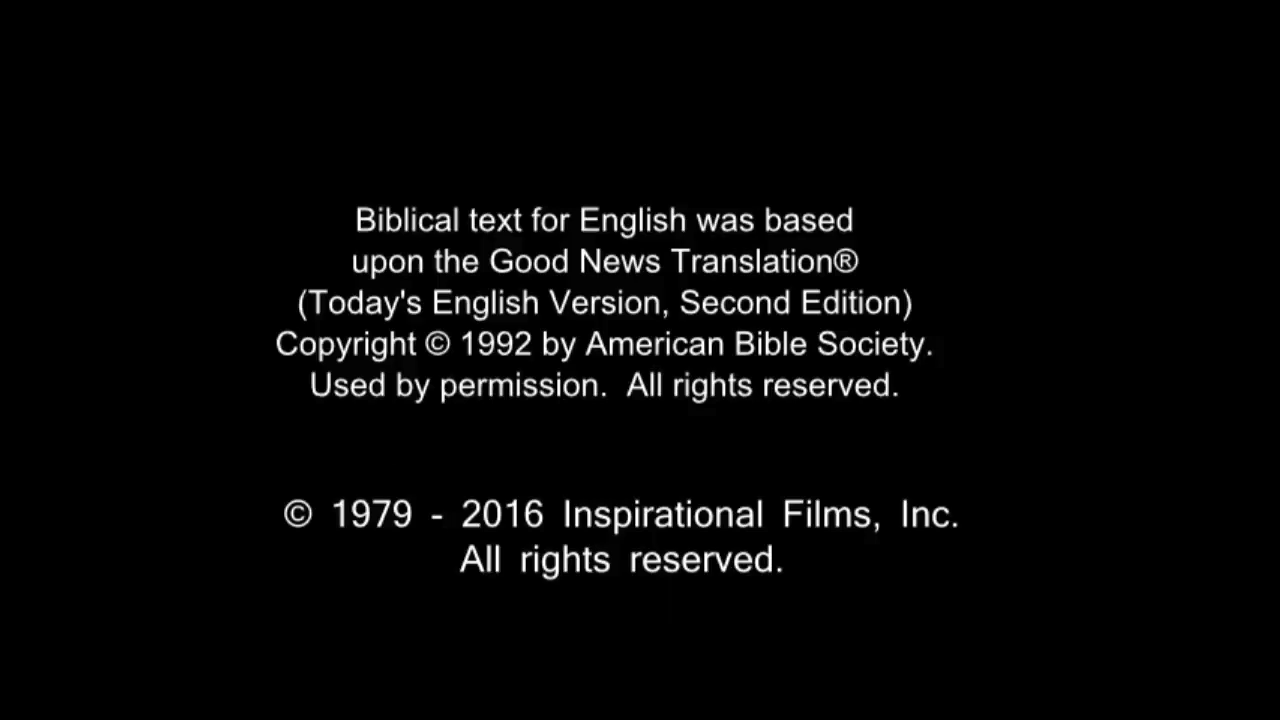 Biblical text for English was based
upon the Good News Translation®
(Today's English Version, Second Edition)
Copyright © 1992 by American Bible Society.
Used by permission.  All rights reserved.
© 1979 - 2016 Inspirational Films, Inc.
All rights reserved.